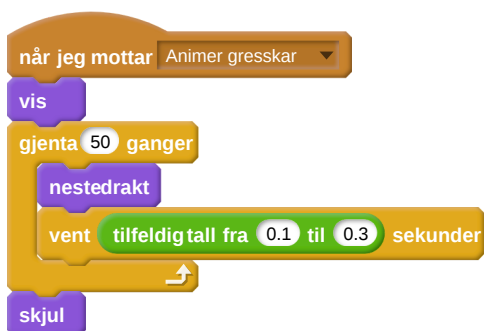 når jeg mottar Animer gresskar
vis
gjenta 50 ganger
nestedrakt
vent tilfeldig tall fra 0.1 til 0.3 sekunder
skjul